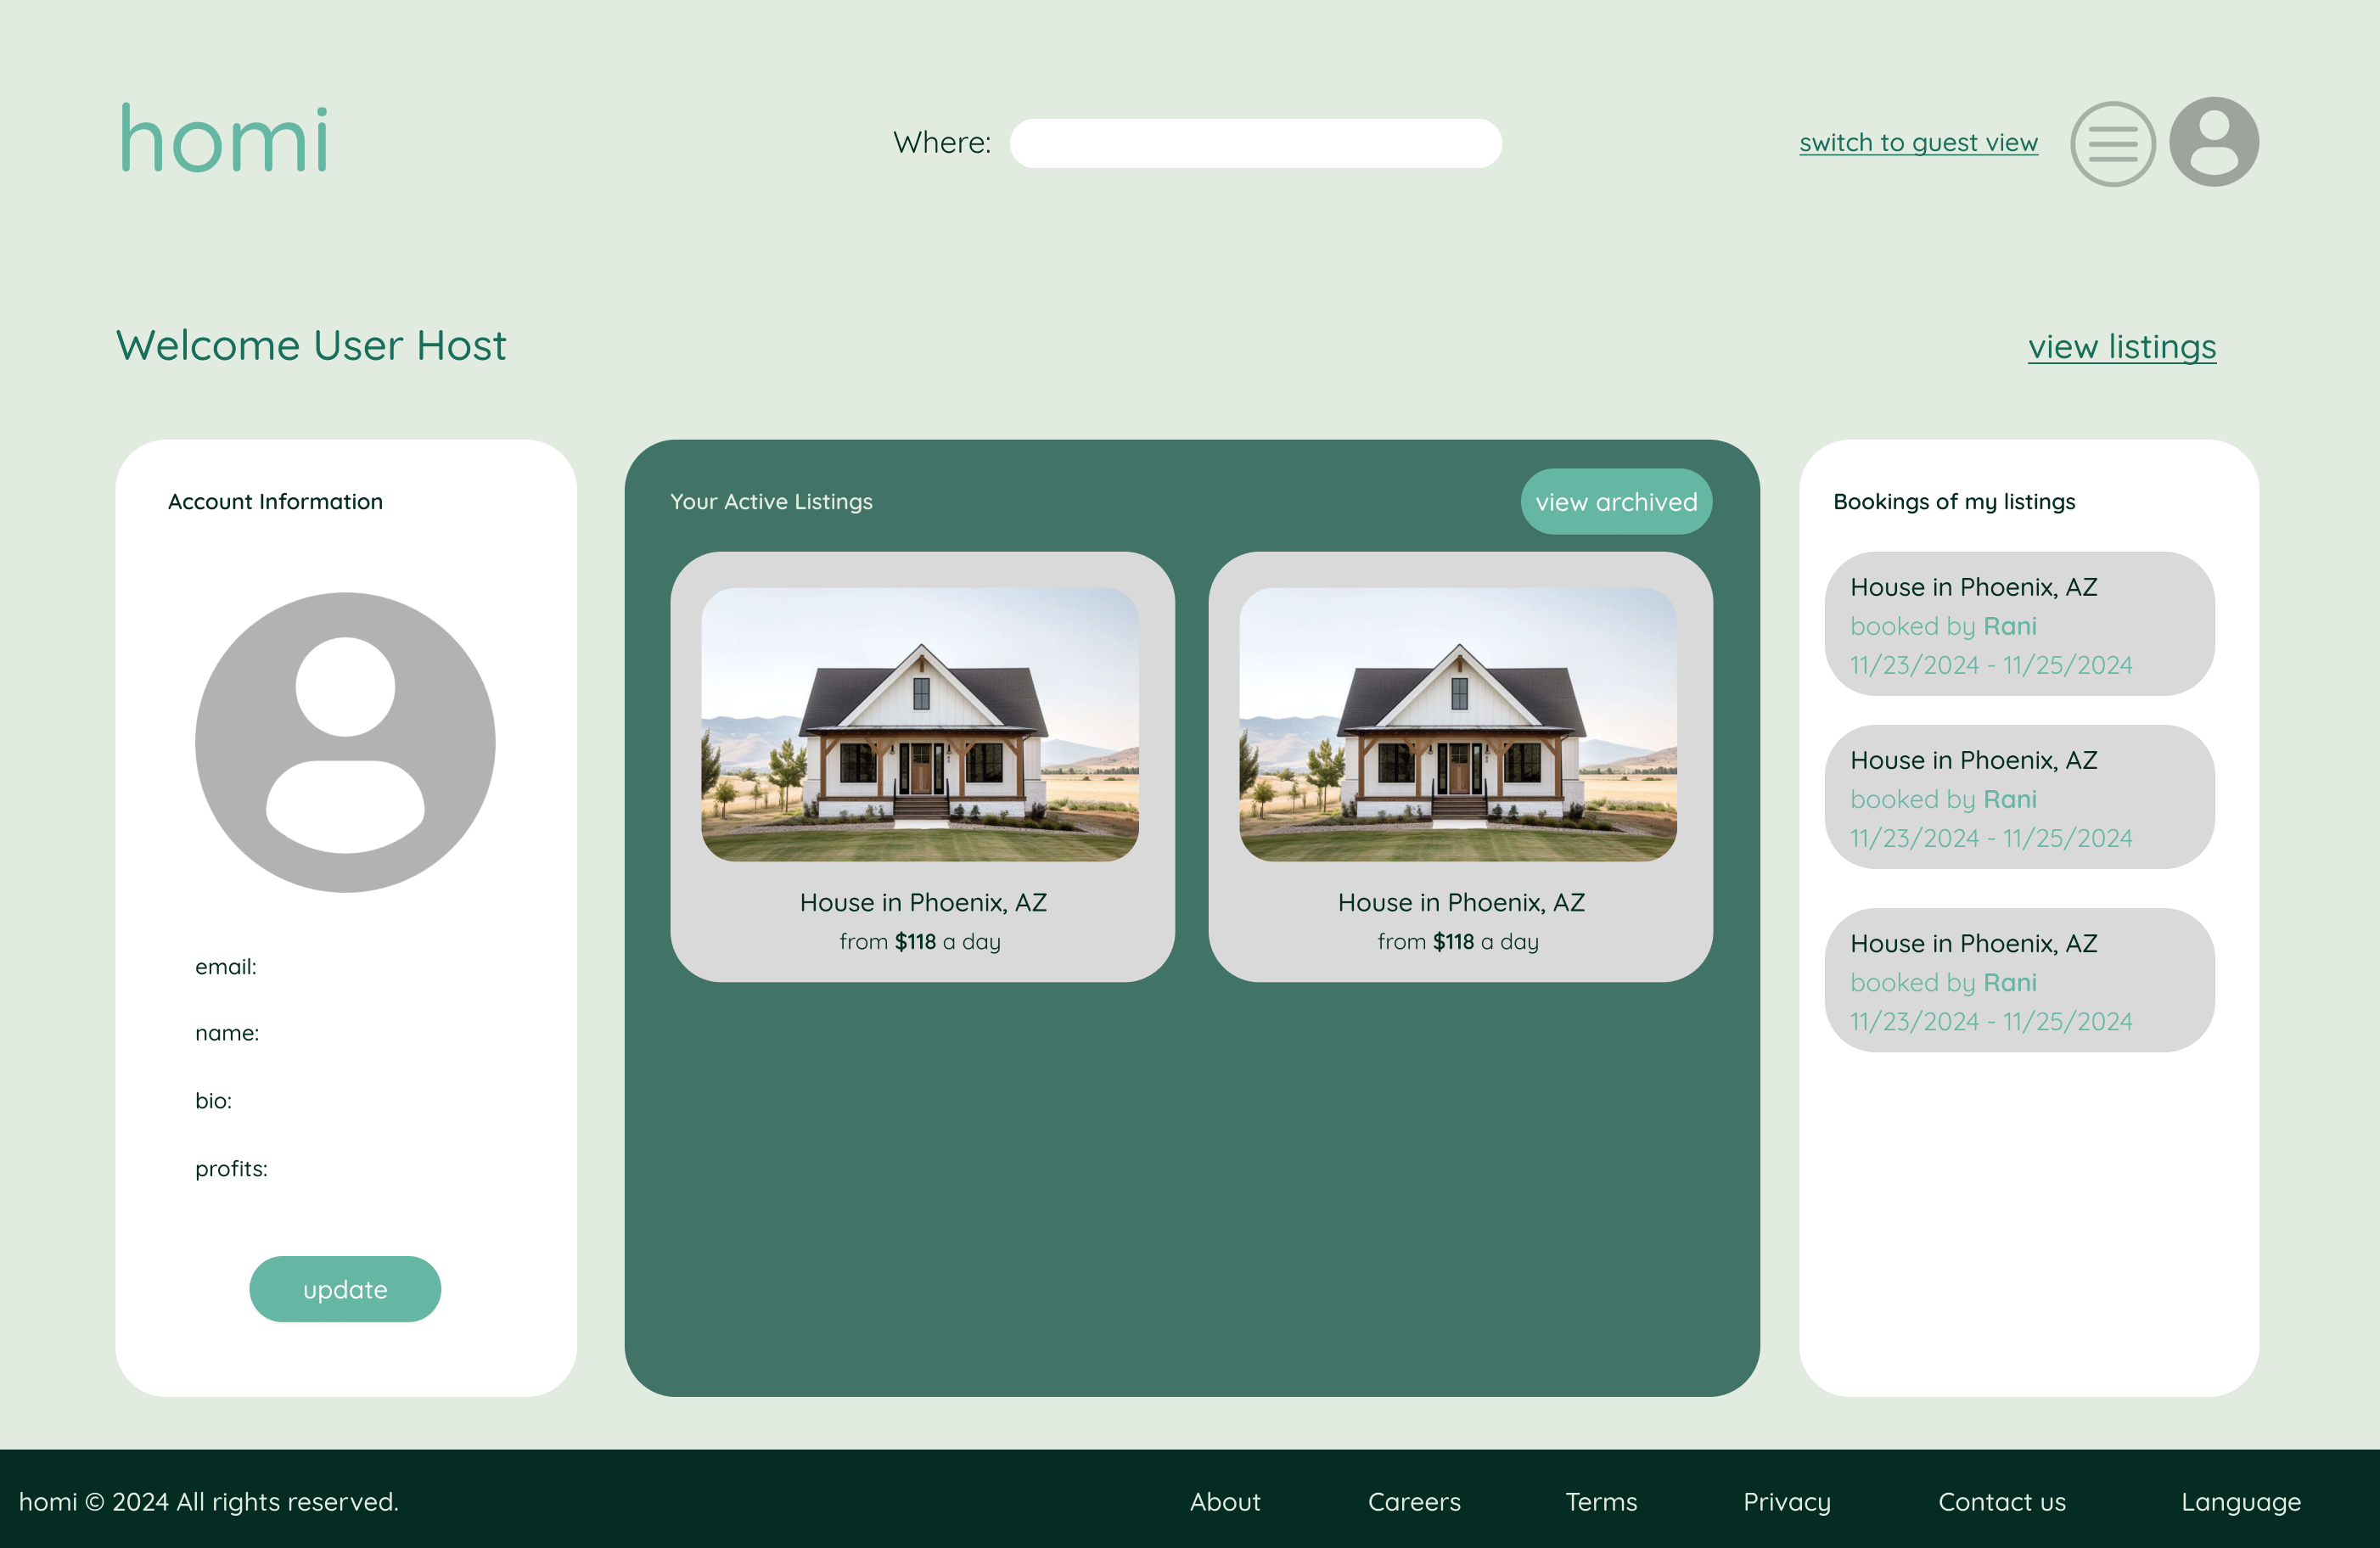 homi
Where:
switch to guest view
Welcome User Host
view listings
Account Information
email:
name:
bio:
profits:
update
Your Active Listings
view archived
House in Phoenix, AZ
from $118 a day
House in Phoenix, AZ
from $118 a day
Bookings of my listings
House in Phoenix, AZ
booked by Rani
11/23/2024 - 11/25/2024
House in Phoenix, AZ
booked by Rani
11/23/2024 - 11/25/2024
House in Phoenix, AZ
booked by Rani
11/23/2024 - 11/25/2024
homi © 2024 All rights reserved.
About
Careers
Terms
Privacy
Contact us
Language